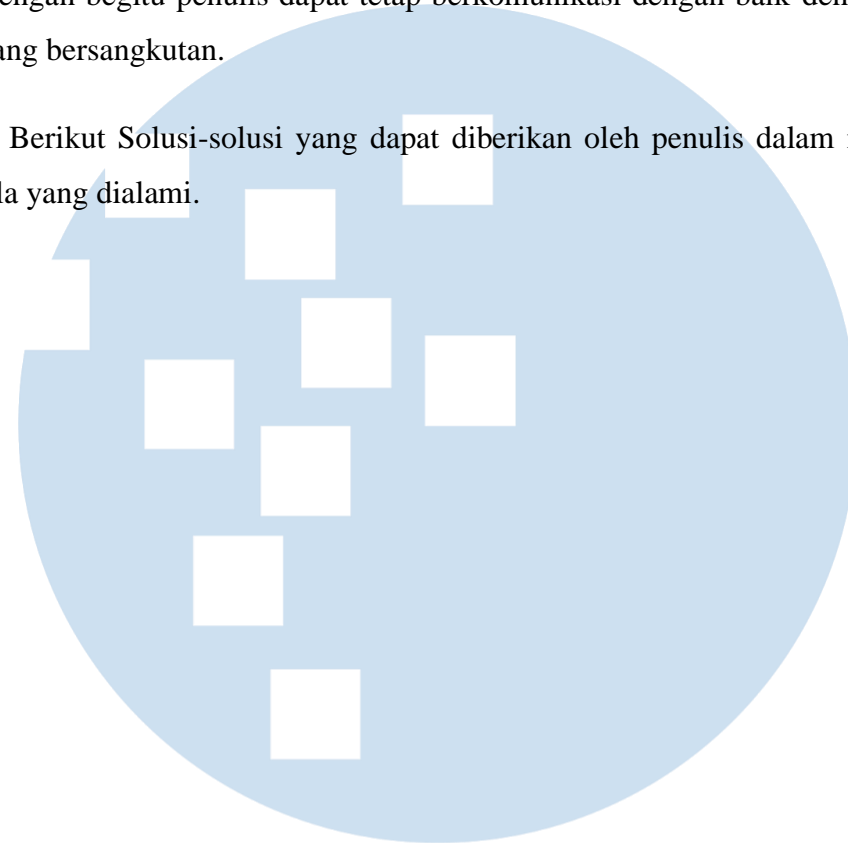 engan begitu penulis dapat tetap berkomunikasi dengan baik den
ang bersangkutan.
Berikut Solusi-solusi yang dapat diberikan oleh penulis dalam
la yang dialami.